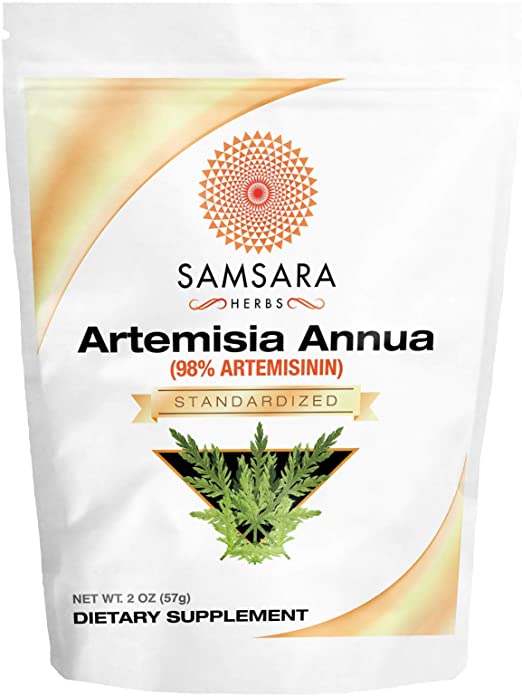 SAMSARA
HERBS
Artemisia Annua
(98% ARTEMISININ)
STANDARDIZED
NET WT. 2 OZ (57g)
DIETARY SUPPLEMENT